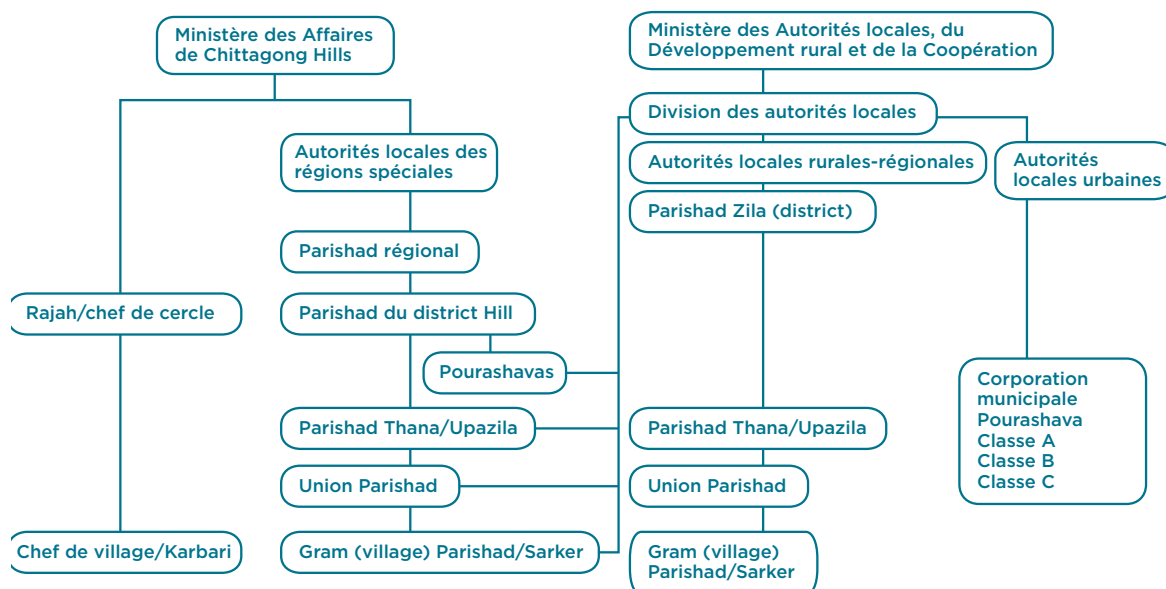 Ministère des Affaires
de Chittagong Hills
Ministère des Autorités locales, du
Développement rural et de la Coopération
Division des autorités locales
Autorités locales des
régions spéciales
Autorités locales rurales-régionales
Autorités
locales urbaines
Parishad Zila (district)
Parishad régional
Rajah/chef de cercle
Parishad du district Hill
Pourashavas
Corporation
municipale
Pourashava
Classe A
Classe B
Classe C
Parishad Thana/Upazila
Parishad Thana/Upazila
Union Parishad
Union Parishad
Chef de village/Karbari
Gram (village) Parishad/Sarker
Gram (village)
Parishad/Sarker